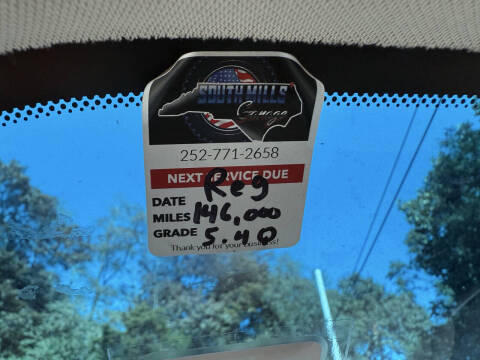 SOUTH MILLS
Garage
252-771-2658
NEXT SERVICE DUE
Reg
DATE
MILES 146,000
GRADE 5.40
Thank you for your business!